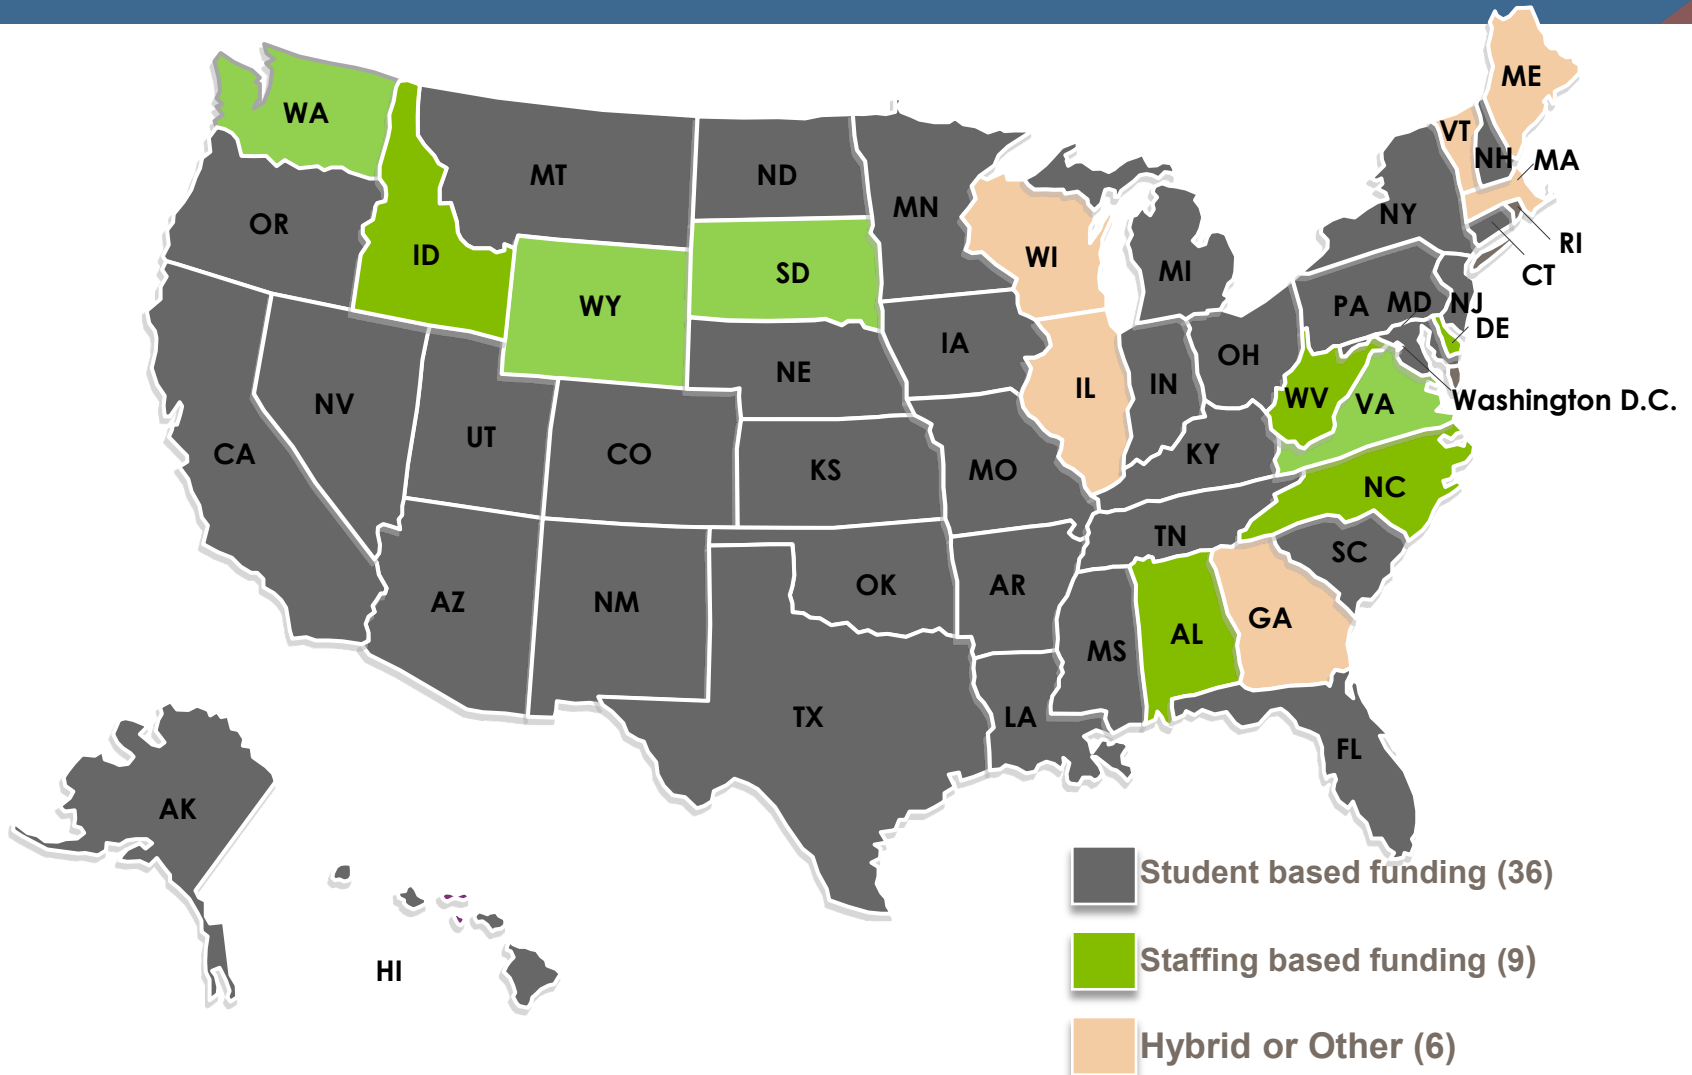 ME
WA
VT
NH
MA
MT
ND
MN
OR
NY
RI
ID
WI
MI
CT
SD
WY
PA
MD
NJ
DE
IA
OH
NE
IN
IL
WV
VA
Washington D.C.
NV
UT
CA
CO
KS
MO
KY
NC
TN
SC
AZ
NM
OK
AR
GA
AL
MS
TX
LA
FL
AK
HI
Student based funding (36)
Staffing based funding (9)
Hybrid or Other (6)